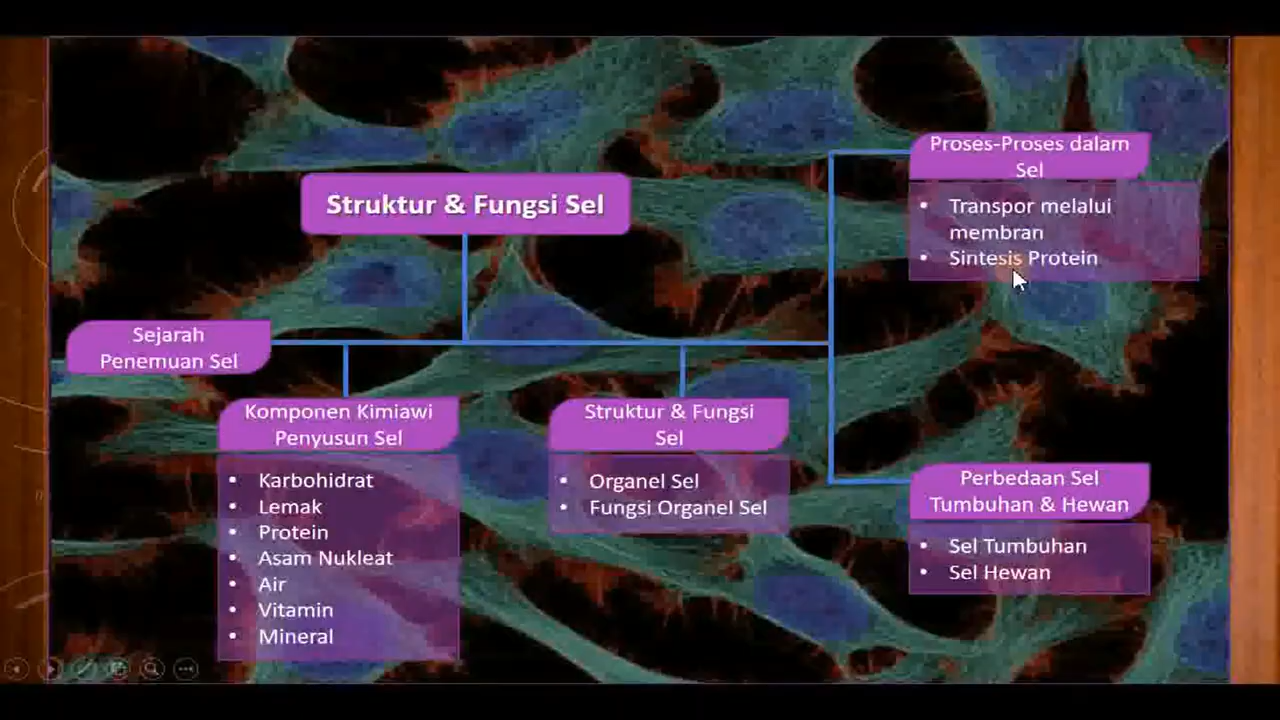 Struktur & Fungsi Sel
Sejarah
Penemuan Sel
Komponen Kimiawi
Penyusun Sel
• Karbohidrat
• Lemak
• Protein
• Asam Nukleat
• Air
• Vitamin
• Mineral
Struktur & Fungsi
Sel
• Organel Sel
• Fungsi Organel Sel
Proses-Proses dalam
Sel
• Transpor melalui
membran
• Sintesis Protein
Perbedaan Sel
Tumbuhan & Hewan
• Sel Tumbuhan
• Sel Hewan